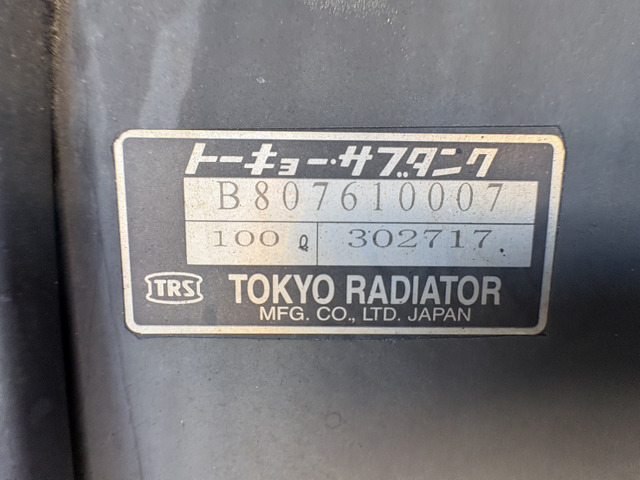 トーキョー・サブタンク
B807610007
100 ℓ 302717
TRS TOKYO RADIATOR
MFG. CO., LTD. JAPAN